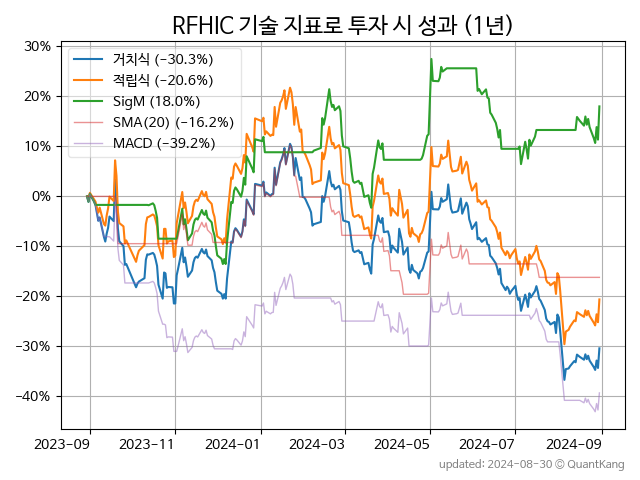 RFHIC 기술 지표로 투자 시 성과 (1년)
거치식 (−30.3%)
적립식 (−20.6%)
SigM (18.0%)
SMA(20) (−16.2%)
MACD (−39.2%)
30%
20%
10%
0%
−10%
−20%
−30%
−40%
2023-09 2023-11 2024-01 2024-03 2024-05 2024-07 2024-09
updated: 2024-08-30 © QuantKang